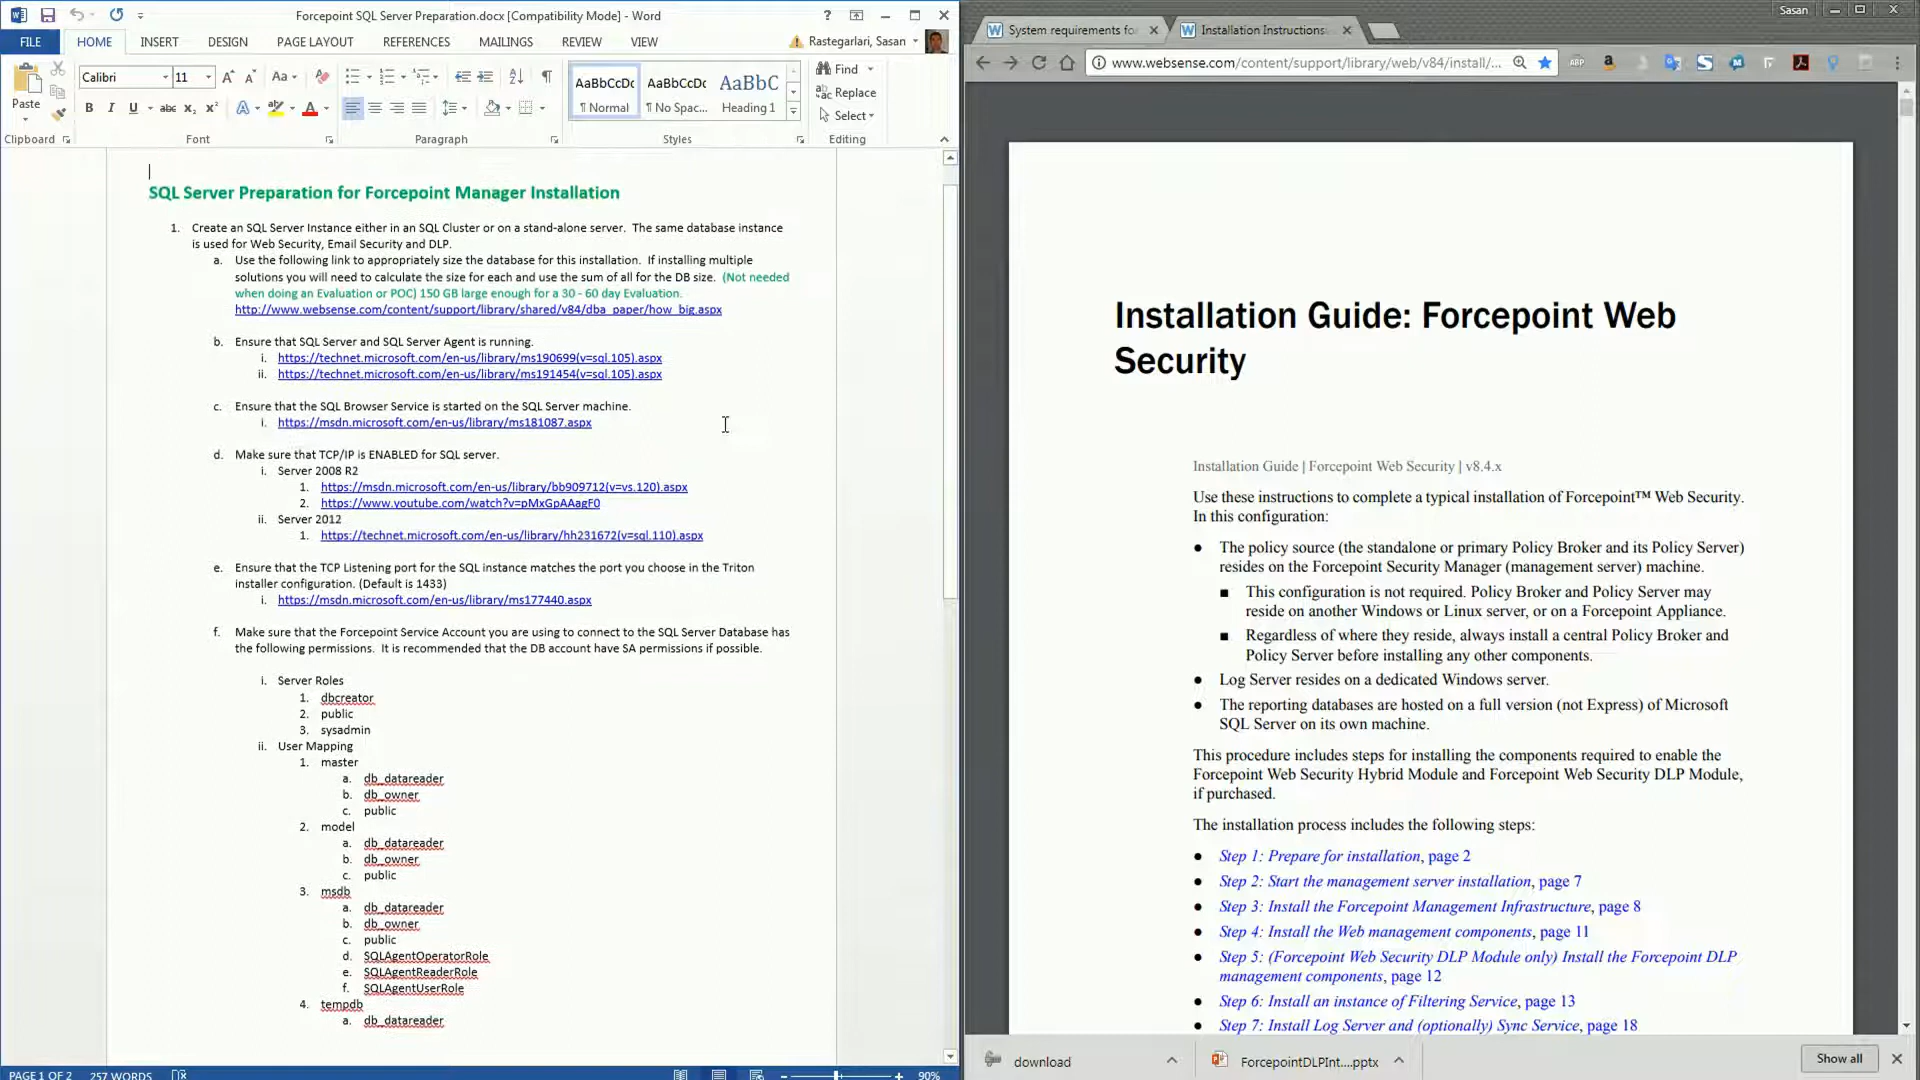 Forcepoint SQL Server Preparation.docx [Compatibility Mode] - Word
FILE HOME INSERT DESIGN PAGE LAYOUT REFERENCES MAILINGS REVIEW VIEW
Rastegarlari, Sasan
Calibri 11
Paste
Clipboard Font Paragraph Styles Editing
AaBbCcDc AaBbCcDc AaBbC
¶ Normal ¶ No Spac... Heading 1
Find
Replace
Select
SQL Server Preparation for Forcepoint Manager Installation
1. Create an SQL Server Instance either in an SQL Cluster or on a stand-alone server. The same database instance
is used for Web Security, Email Security and DLP.
a. Use the following link to appropriately size the database for this installation. If installing multiple
solutions you will need to calculate the size for each and use the sum of all for the DB size. (Not needed
when doing an Evaluation or POC) 150 GB large enough for a 30 - 60 day Evaluation.
http://www.websense.com/content/support/library/shared/v84/dba_paper/how_big.aspx
b. Ensure that SQL Server and SQL Server Agent is running.
i. https://technet.microsoft.com/en-us/library/ms190699(v=sql.105).aspx
ii. https://technet.microsoft.com/en-us/library/ms191454(v=sql.105).aspx
c. Ensure that the SQL Browser Service is started on the SQL Server machine.
i. https://msdn.microsoft.com/en-us/library/ms181087.aspx
d. Make sure that TCP/IP is ENABLED for SQL server.
i. Server 2008 R2
1. https://msdn.microsoft.com/en-us/library/bb909712(v=vs.120).aspx
2. https://www.youtube.com/watch?v=pMxGpAAagF0
ii. Server 2012
1. https://technet.microsoft.com/en-us/library/hh231672(v=sql.110).aspx
e. Ensure that the TCP Listening port for the SQL instance matches the port you choose in the Triton
installer configuration. (Default is 1433)
i. https://msdn.microsoft.com/en-us/library/ms177440.aspx
f. Make sure that the Forcepoint Service Account you are using to connect to the SQL Server Database has
the following permissions. It is recommended that the DB account have SA permissions if possible.
i. Server Roles
1. dbcreator
2. public
3. sysadmin
ii. User Mapping
1. master
a. db_datareader
b. db_owner
c. public
2. model
a. db_datareader
b. db_owner
c. public
3. msdb
a. db_datareader
b. db_owner
c. public
d. SQLAgentOperatorRole
e. SQLAgentReaderRole
f. SQLAgentUserRole
4. tempdb
a. db_datareader
PAGE 1 OF 2 257 WORDS 90%
Sasan
System requirements fo Installation Instructions
www.websense.com/content/support/library/web/v84/install/...
ABP
Installation Guide: Forcepoint Web
Security
Installation Guide | Forcepoint Web Security | v8.4.x
Use these instructions to complete a typical installation of Forcepoint™ Web Security.
In this configuration:
● The policy source (the standalone or primary Policy Broker and its Policy Server)
resides on the Forcepoint Security Manager (management server) machine.
■ This configuration is not required. Policy Broker and Policy Server may
reside on another Windows or Linux server, or on a Forcepoint Appliance.
■ Regardless of where they reside, always install a central Policy Broker and
Policy Server before installing any other components.
● Log Server resides on a dedicated Windows server.
● The reporting databases are hosted on a full version (not Express) of Microsoft
SQL Server on its own machine.
This procedure includes steps for installing the components required to enable the
Forcepoint Web Security Hybrid Module and Forcepoint Web Security DLP Module,
if purchased.
The installation process includes the following steps:
● Step 1: Prepare for installation, page 2
● Step 2: Start the management server installation, page 7
● Step 3: Install the Forcepoint Management Infrastructure, page 8
● Step 4: Install the Web management components, page 11
● Step 5: (Forcepoint Web Security DLP Module only) Install the Forcepoint DLP
management components, page 12
● Step 6: Install an instance of Filtering Service, page 13
● Step 7: Install Log Server and (optionally) Sync Service, page 18
download
ForcepointDLPInt....pptx
Show all